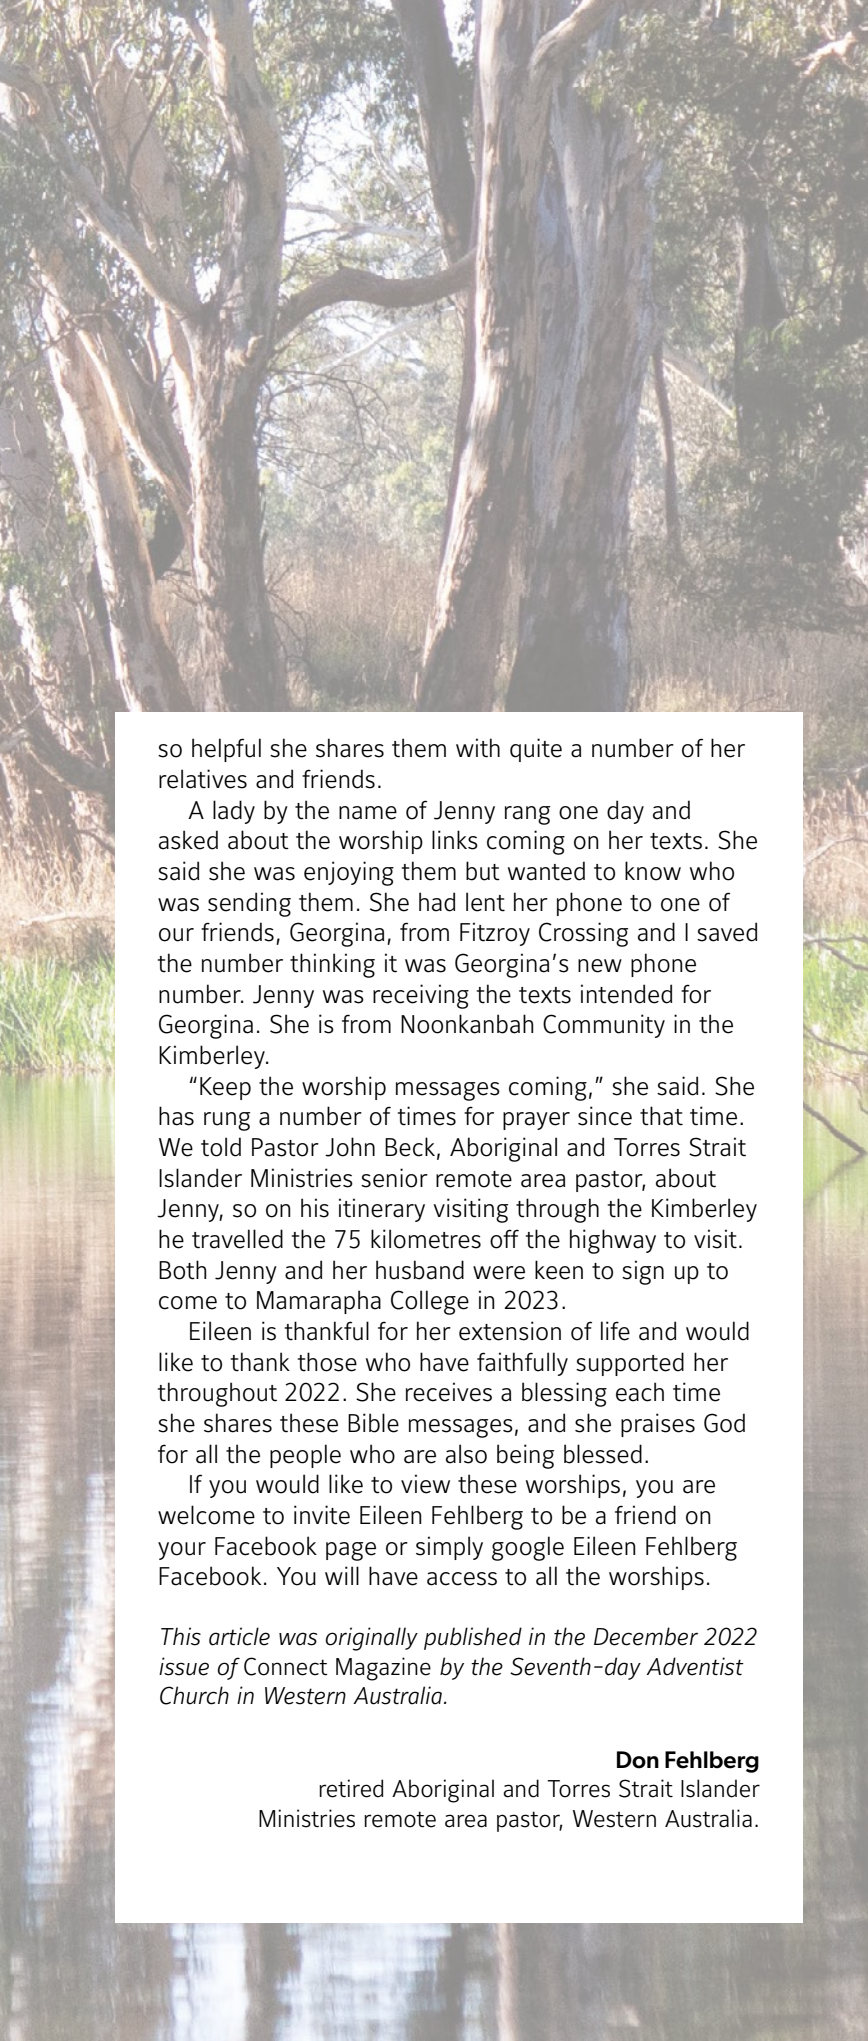 so helpful she shares them with quite a number of her
relatives and friends.
A lady by the name of Jenny rang one day and
asked about the worship links coming on her texts. She
said she was enjoying them but wanted to know who
was sending them. She had lent her phone to one of
our friends, Georgina, from Fitzroy Crossing and I saved
the number thinking it was Georgina’s new phone
number. Jenny was receiving the texts intended for
Georgina. She is from Noonkanbah Community in the
Kimberley.
“Keep the worship messages coming,” she said. She
has rung a number of times for prayer since that time.
We told Pastor John Beck, Aboriginal and Torres Strait
Islander Ministries senior remote area pastor, about
Jenny, so on his itinerary visiting through the Kimberley
he travelled the 75 kilometres off the highway to visit.
Both Jenny and her husband were keen to sign up to
come to Mamarapha College in 2023.
Eileen is thankful for her extension of life and would
like to thank those who have faithfully supported her
throughout 2022. She receives a blessing each time
she shares these Bible messages, and she praises God
for all the people who are also being blessed.
If you would like to view these worships, you are
welcome to invite Eileen Fehlberg to be a friend on
your Facebook page or simply google Eileen Fehlberg
Facebook. You will have access to all the worships.
This article was originally published in the December 2022
issue of Connect Magazine by the Seventh-day Adventist
Church in Western Australia.
Don Fehlberg
retired Aboriginal and Torres Strait Islander
Ministries remote area pastor, Western Australia.